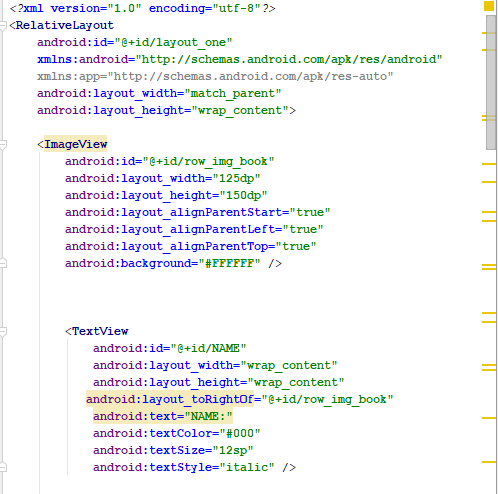 <?xml version="1.0" encoding="utf-8"?>
<RelativeLayout
android:id="@+id/layout_one"
xmlns:android="http://schemas.android.com/apk/res/android"
xmlns:app="http://schemas.android.com/apk/res-auto"
android:layout_width="match_parent"
android:layout_height="wrap_content">
<ImageView
android:id="@+id/row_img_book"
android:layout_width="125dp"
android:layout_height="150dp"
android:layout_alignParentStart="true"
android:layout_alignParentLeft="true"
android:layout_alignParentTop="true"
android:background="#FFFFFF" />
<TextView
android:id="@+id/NAME"
android:layout_width="wrap_content"
android:layout_height="wrap_content"
android:layout_toRightOf="@+id/row_img_book"
android:text="NAME:"
android:textColor="#000"
android:textSize="12sp"
android:textStyle="italic" />